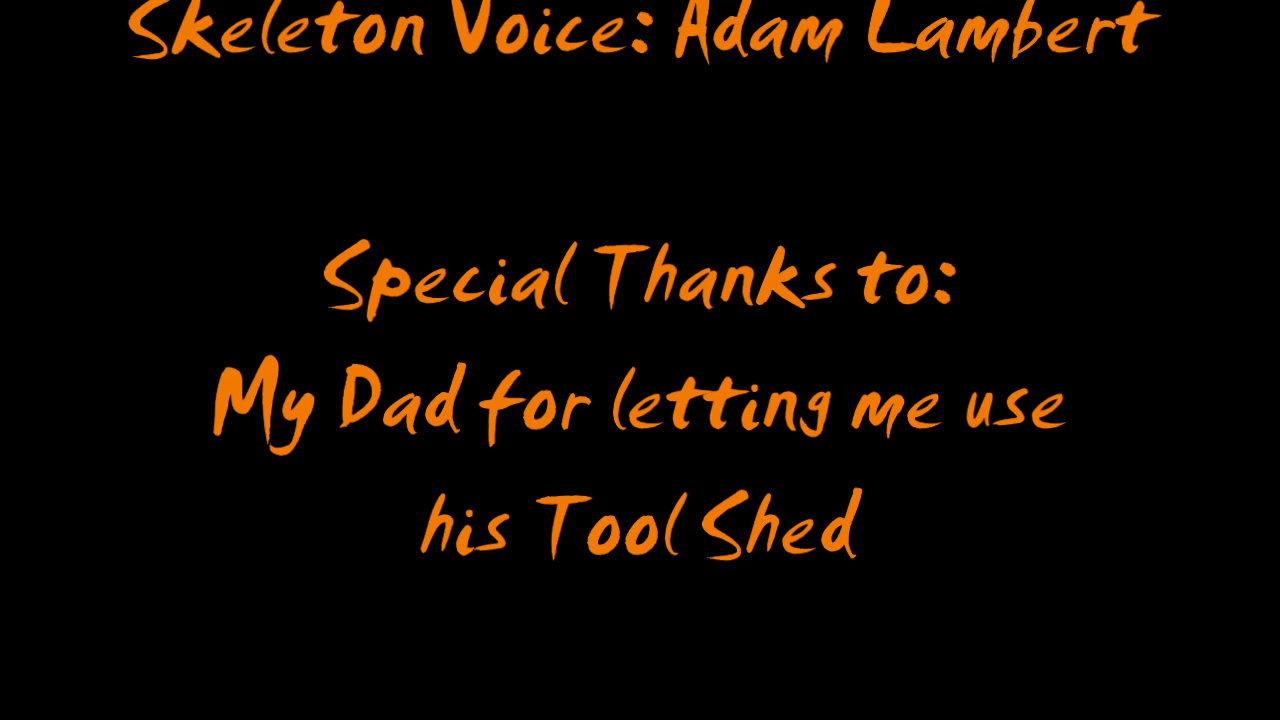 Skeleton Voice: Adam Lambert
Special Thanks to:
My Dad for letting me use
his Tool Shed